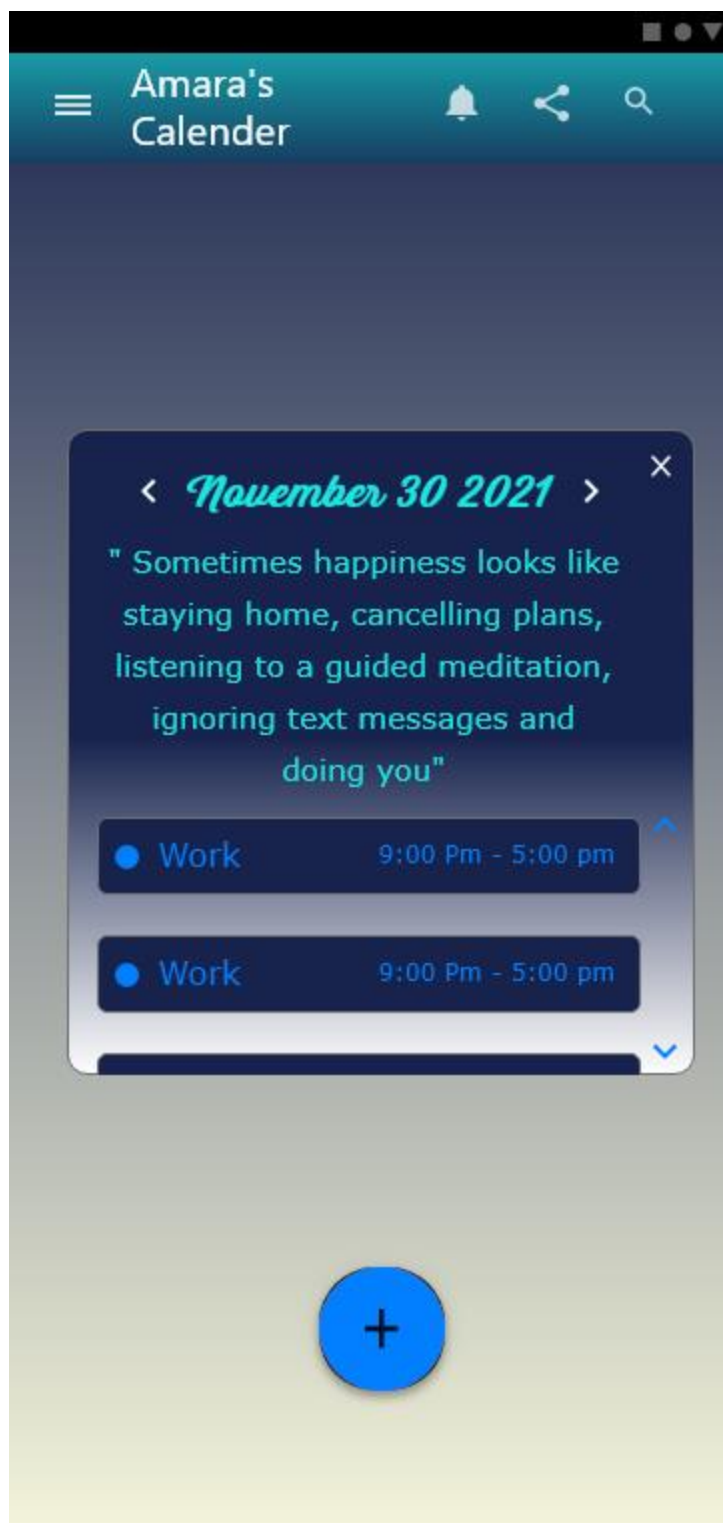 Amara's
Calender
November 30 2021
" Sometimes happiness looks like
staying home, cancelling plans,
listening to a guided meditation,
ignoring text messages and
doing you"
Work 9:00 Pm - 5:00 pm
Work 9:00 Pm - 5:00 pm